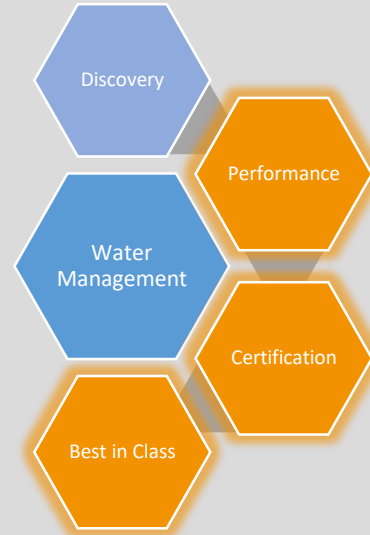 Discovery
Performance
Water
Management
Certification
Best in Class